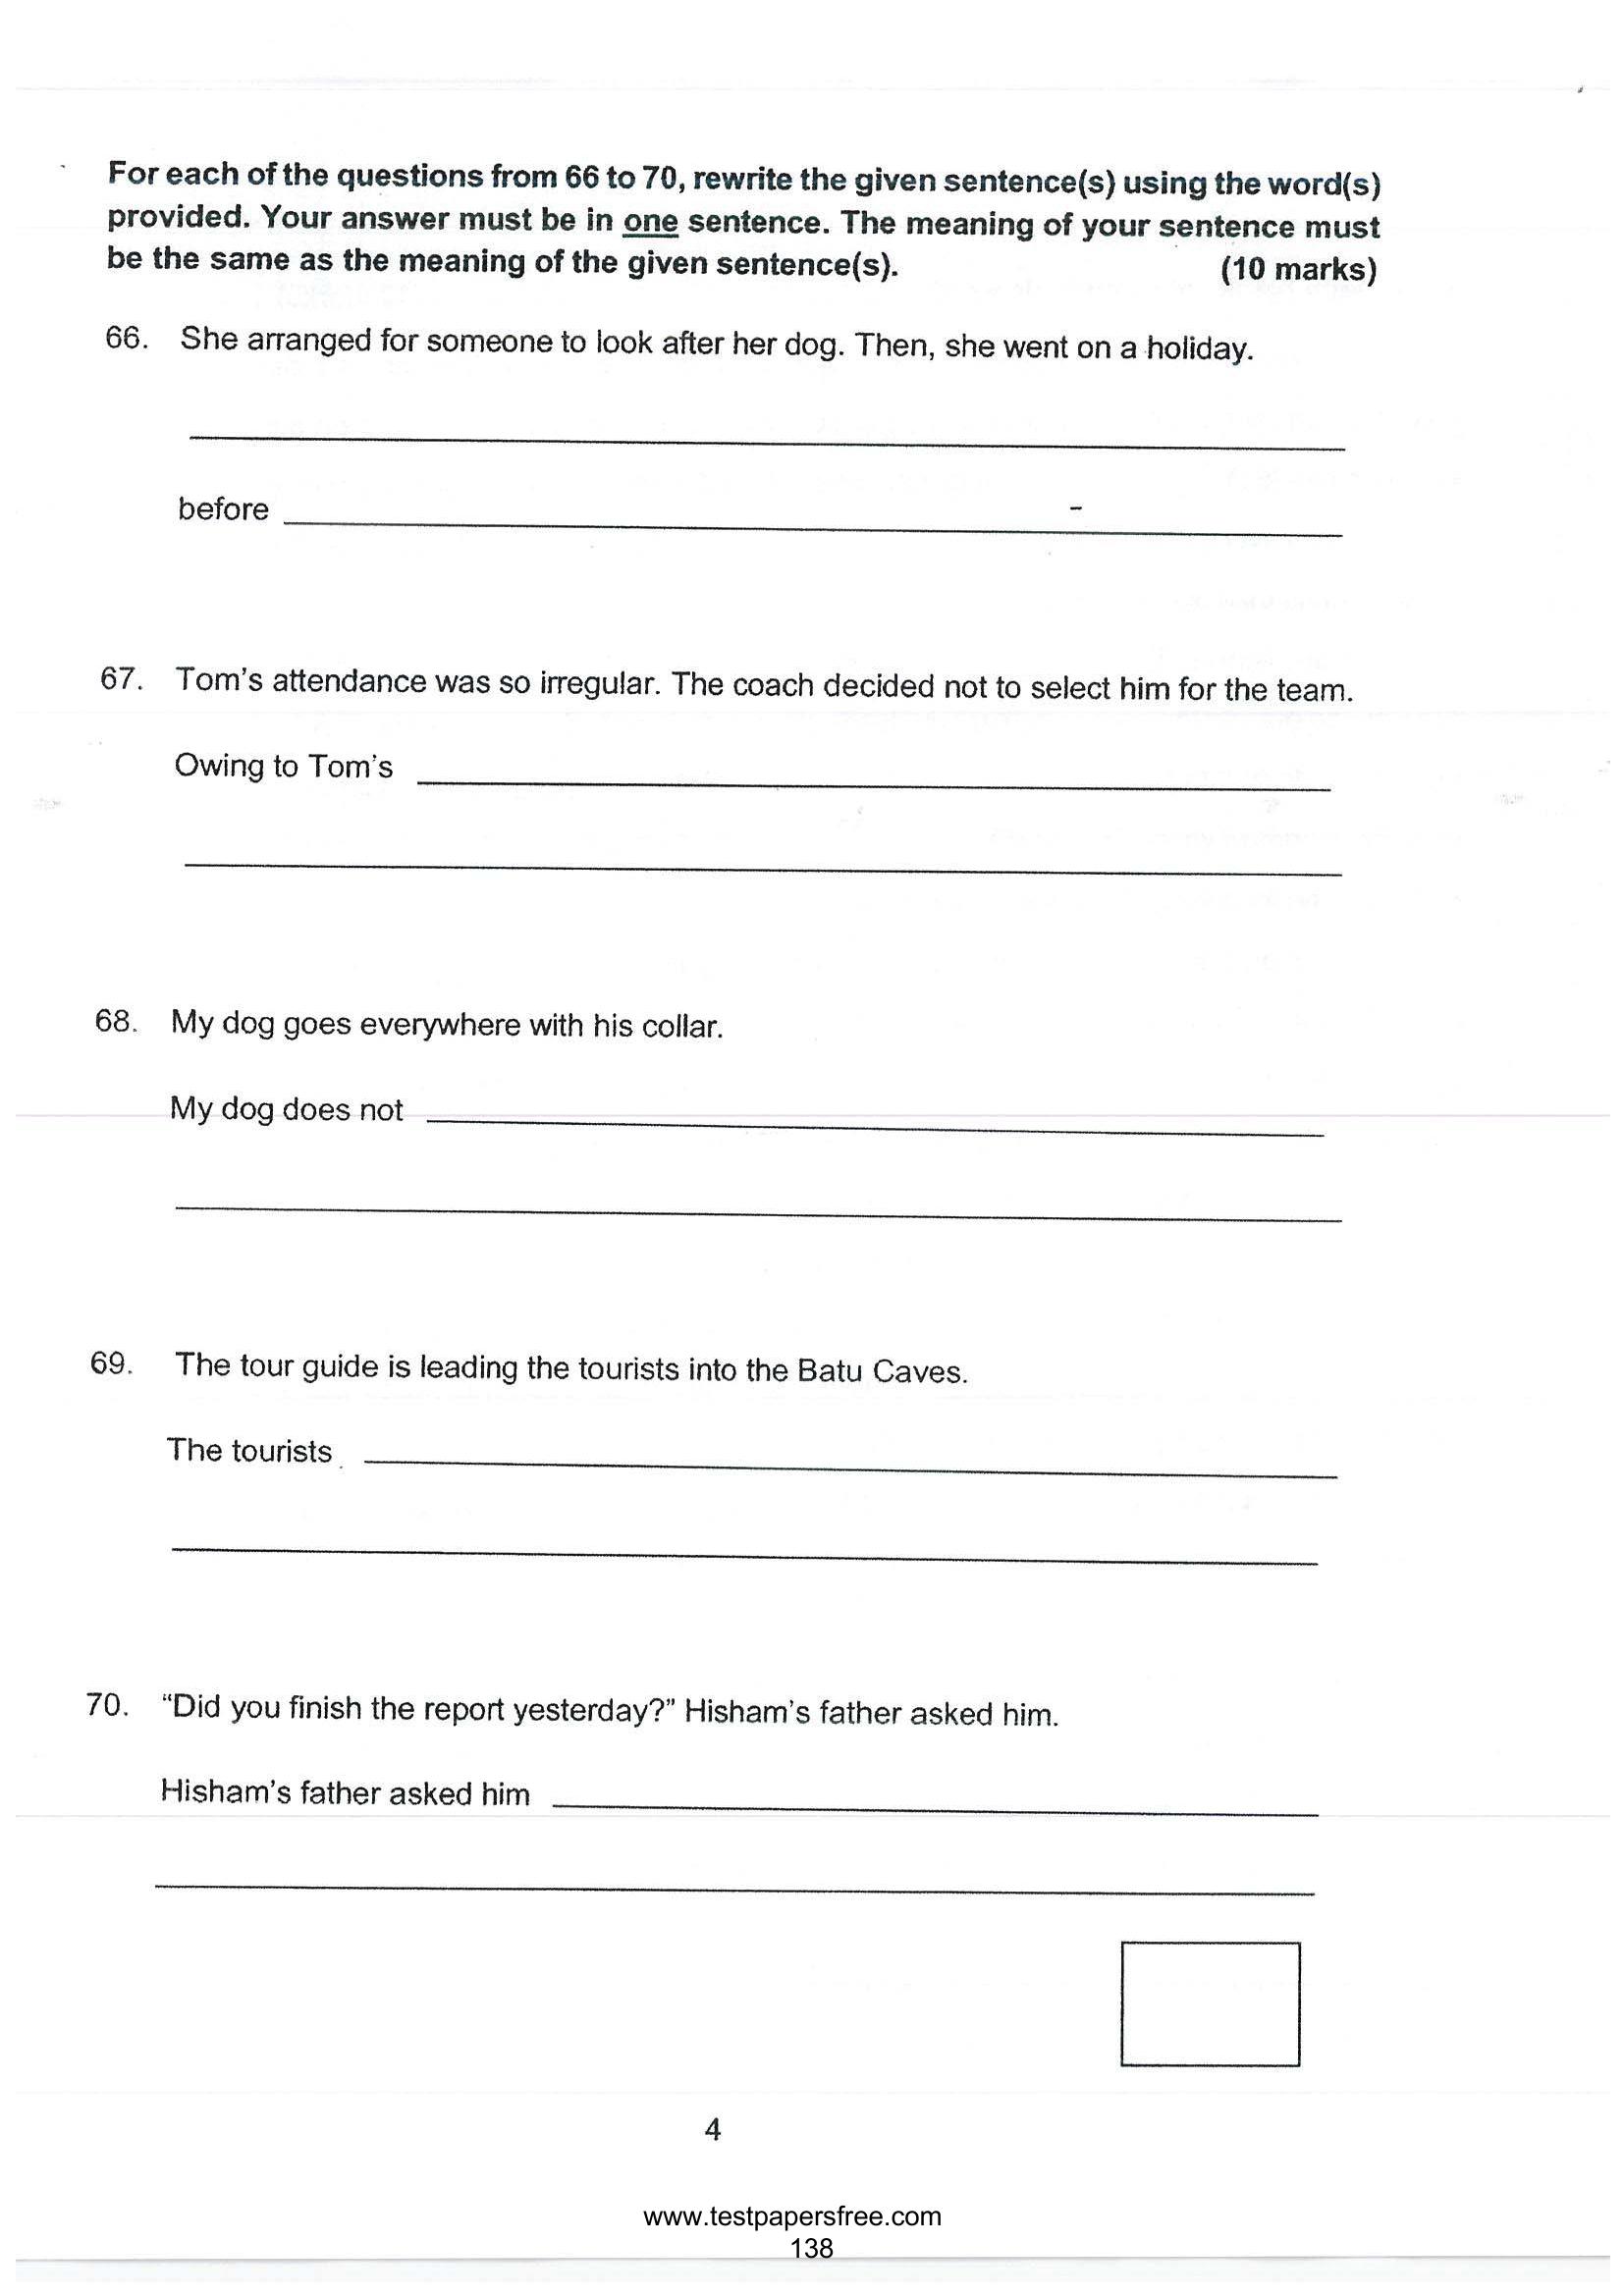 For each of the questions from 66 to 70, rewrite the given sentence(s) using the word(s)
provided. Your answer must be in one sentence. The meaning of your sentence must
be the same as the meaning of the given sentence(s). (10 marks)
66. She arranged for someone to look after her dog. Then, she went on a holiday.
before
67. Tom's attendance was so irregular. The coach decided not to select him for the team.
Owing to Tom's
68. My dog goes everywhere with his collar.
My dog does not
69. The tour guide is leading the tourists into the Batu Caves.
The tourists
70. “Did you finish the report yesterday?” Hisham's father asked him.
Hisham's father asked him
4
www.testpapersfree.com
138